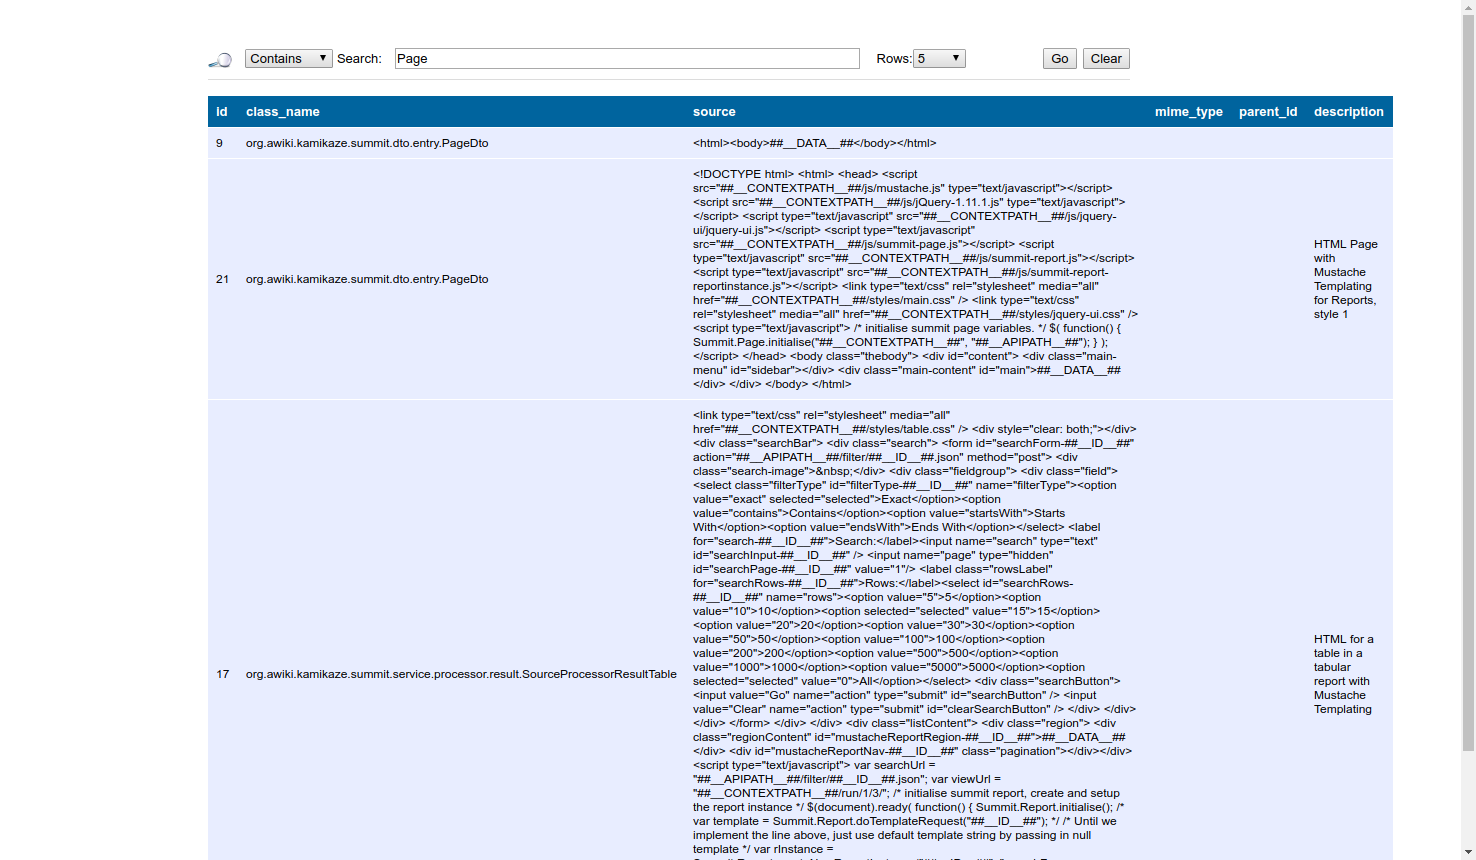 Contains Search: Page Rows: 5 Go Clear
id class_name source mime_type parent_id description
9 org.awiki.kamikaze.summit.dto.entry.PageDto <html><body>##__DATA__##</body></html>
<!DOCTYPE html> <html> <head> <script
src="##__CONTEXTPATH__##/js/mustache.js" type="text/javascript"></script>
<script src="##__CONTEXTPATH__##/js/jQuery-1.11.1.js" type="text/javascript">
</script> <script type="text/javascript" src="##__CONTEXTPATH__##/js/jquery-
ui/jquery-ui.js"></script> <script type="text/javascript"
src="##__CONTEXTPATH__##/js/summit-page.js"></script> <script
type="text/javascript" src="##__CONTEXTPATH__##/js/summit-report.js"></script>
<script type="text/javascript" src="##__CONTEXTPATH__##/js/summit-report-
reportinstance.js"></script> <link type="text/css" rel="stylesheet" media="all"
href="##__CONTEXTPATH__##/styles/main.css" /> <link type="text/css"
rel="stylesheet" media="all" href="##__CONTEXTPATH__##/styles/jquery-ui.css" />
<script type="text/javascript"> /* initialise summit page variables. */ $( function() {
Summit.Page.initialise("##__CONTEXTPATH__##", "##__APIPATH__##"); } );
</script> </head> <body class="thebody"> <div id="content"> <div class="main-
menu" id="sidebar"></div> <div class="main-content" id="main">##__DATA__##
</div> </div> </body> </html>
21 org.awiki.kamikaze.summit.dto.entry.PageDto
HTML Page
with
Mustache
Templating
for Reports,
style 1
<link type="text/css" rel="stylesheet" media="all"
href="##__CONTEXTPATH__##/styles/table.css" /> <div style="clear: both;"></div>
<div class="searchBar"> <div class="search"> <form id="searchForm-##__ID__##"
action="##__APIPATH__##/filter/##__ID__##.json" method="post"> <div
class="search-image">&nbsp;</div> <div class="fieldgroup"> <div class="field">
<select class="filterType" id="filterType-##__ID__##" name="filterType"><option
value="exact" selected="selected">Exact</option><option
value="contains">Contains</option><option value="startsWith">Starts
With</option><option value="endsWith">Ends With</option></select> <label
for="search-##__ID__##">Search:</label><input name="search" type="text"
id="searchInput-##__ID__##" /> <input name="page" type="hidden"
id="searchPage-##__ID__##" value="1"/> <label class="rowsLabel"
for="searchRows-##__ID__##">Rows:</label><select id="searchRows-
##__ID__##" name="rows"><option value="5">5</option><option
value="10">10</option><option selected="selected" value="15">15</option>
<option value="20">20</option><option value="30">30</option><option
value="50">50</option><option value="100">100</option><option
value="200">200</option><option value="500">500</option><option
value="1000">1000</option><option value="5000">5000</option><option
selected="selected" value="0">All</option></select> <div class="searchButton">
<input value="Go" name="action" type="submit" id="searchButton" /> <input
value="Clear" name="action" type="submit" id="clearSearchButton" /> </div> </div>
</div> </form> </div> </div> <div class="listContent"> <div class="region"> <div
class="regionContent" id="mustacheReportRegion-##__ID__##">##__DATA__##
</div> <div id="mustacheReportNav-##__ID__##" class="pagination"></div></div>
<script type="text/javascript"> var searchUrl =
"##__APIPATH__##/filter/##__ID__##.json"; var viewUrl =
"##__CONTEXTPATH__##/run/1/3/"; /* initialise summit report, create and setup
the report instance */ $(document).ready( function() { Summit.Report.initialise(); /*
var template = Summit.Report.doTemplateRequest("##__ID__##"); */ /* Until we
implement the line above, just use default template string by passing in null
template */ var rInstance =
17 org.awiki.kamikaze.summit.service.processor.result.SourceProcessorResultTable
HTML for a
table in a
tabular
report with
Mustache
Templating